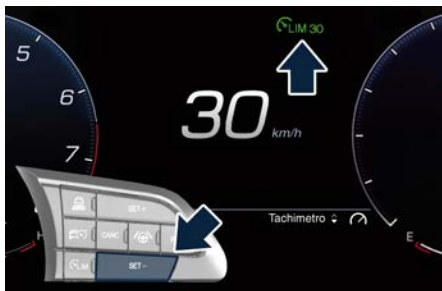 LIM 30
5
6
7
30 km/h
Tachimetro
H
E
SET +
CANC
LIM
SET –